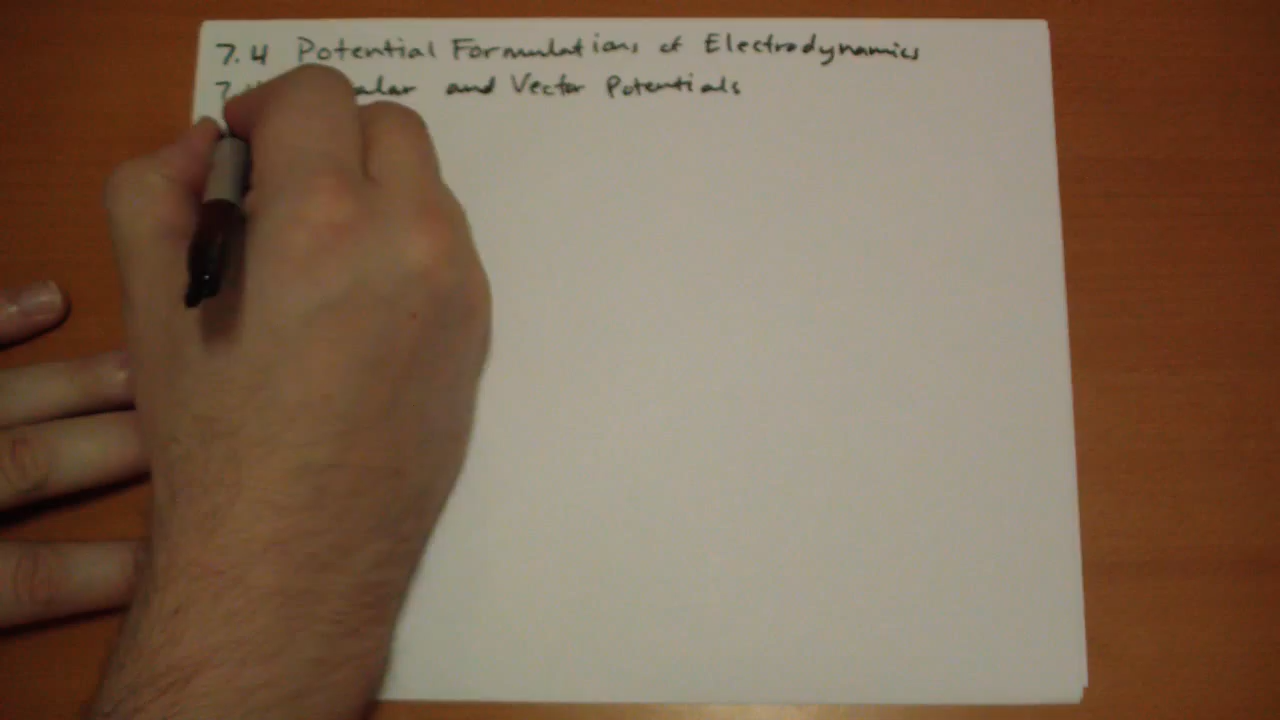 7.4 Potential Formulations of Electrodynamics
and Vector Potentials